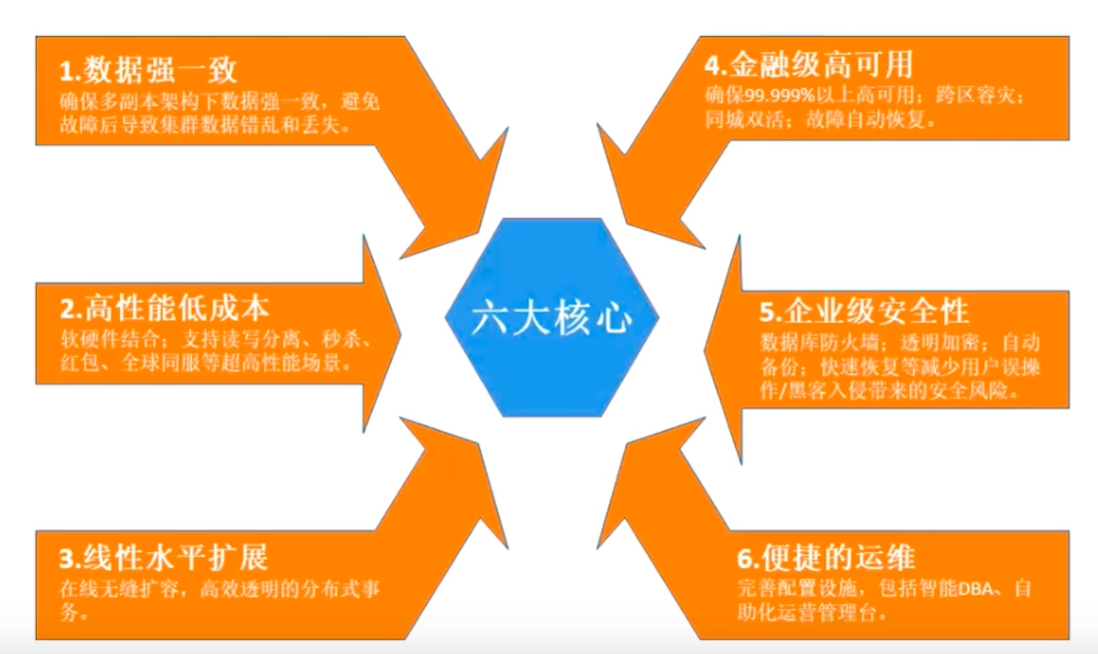 1.数据强一致
确保多副本架构下数据强一致，避免
故障后导致集群数据错乱和丢失。
2.高性能低成本
软硬件结合；支持读写分离、秒杀、
红包、全球同服等超高性能场景。
3.线性水平扩展
在线无缝扩容，高效透明的分布式事
务。
六大核心
4.金融级高可用
确保99.999%以上高可用；跨区容灾；
同城双活；故障自动恢复。
5.企业级安全性
数据库防火墙；透明加密；自动
备份；快速恢复等减少用户误操
作/黑客入侵带来的安全风险。
6.便捷的运维
完善配置设施，包括智能DBA、自
助化运营管理台。